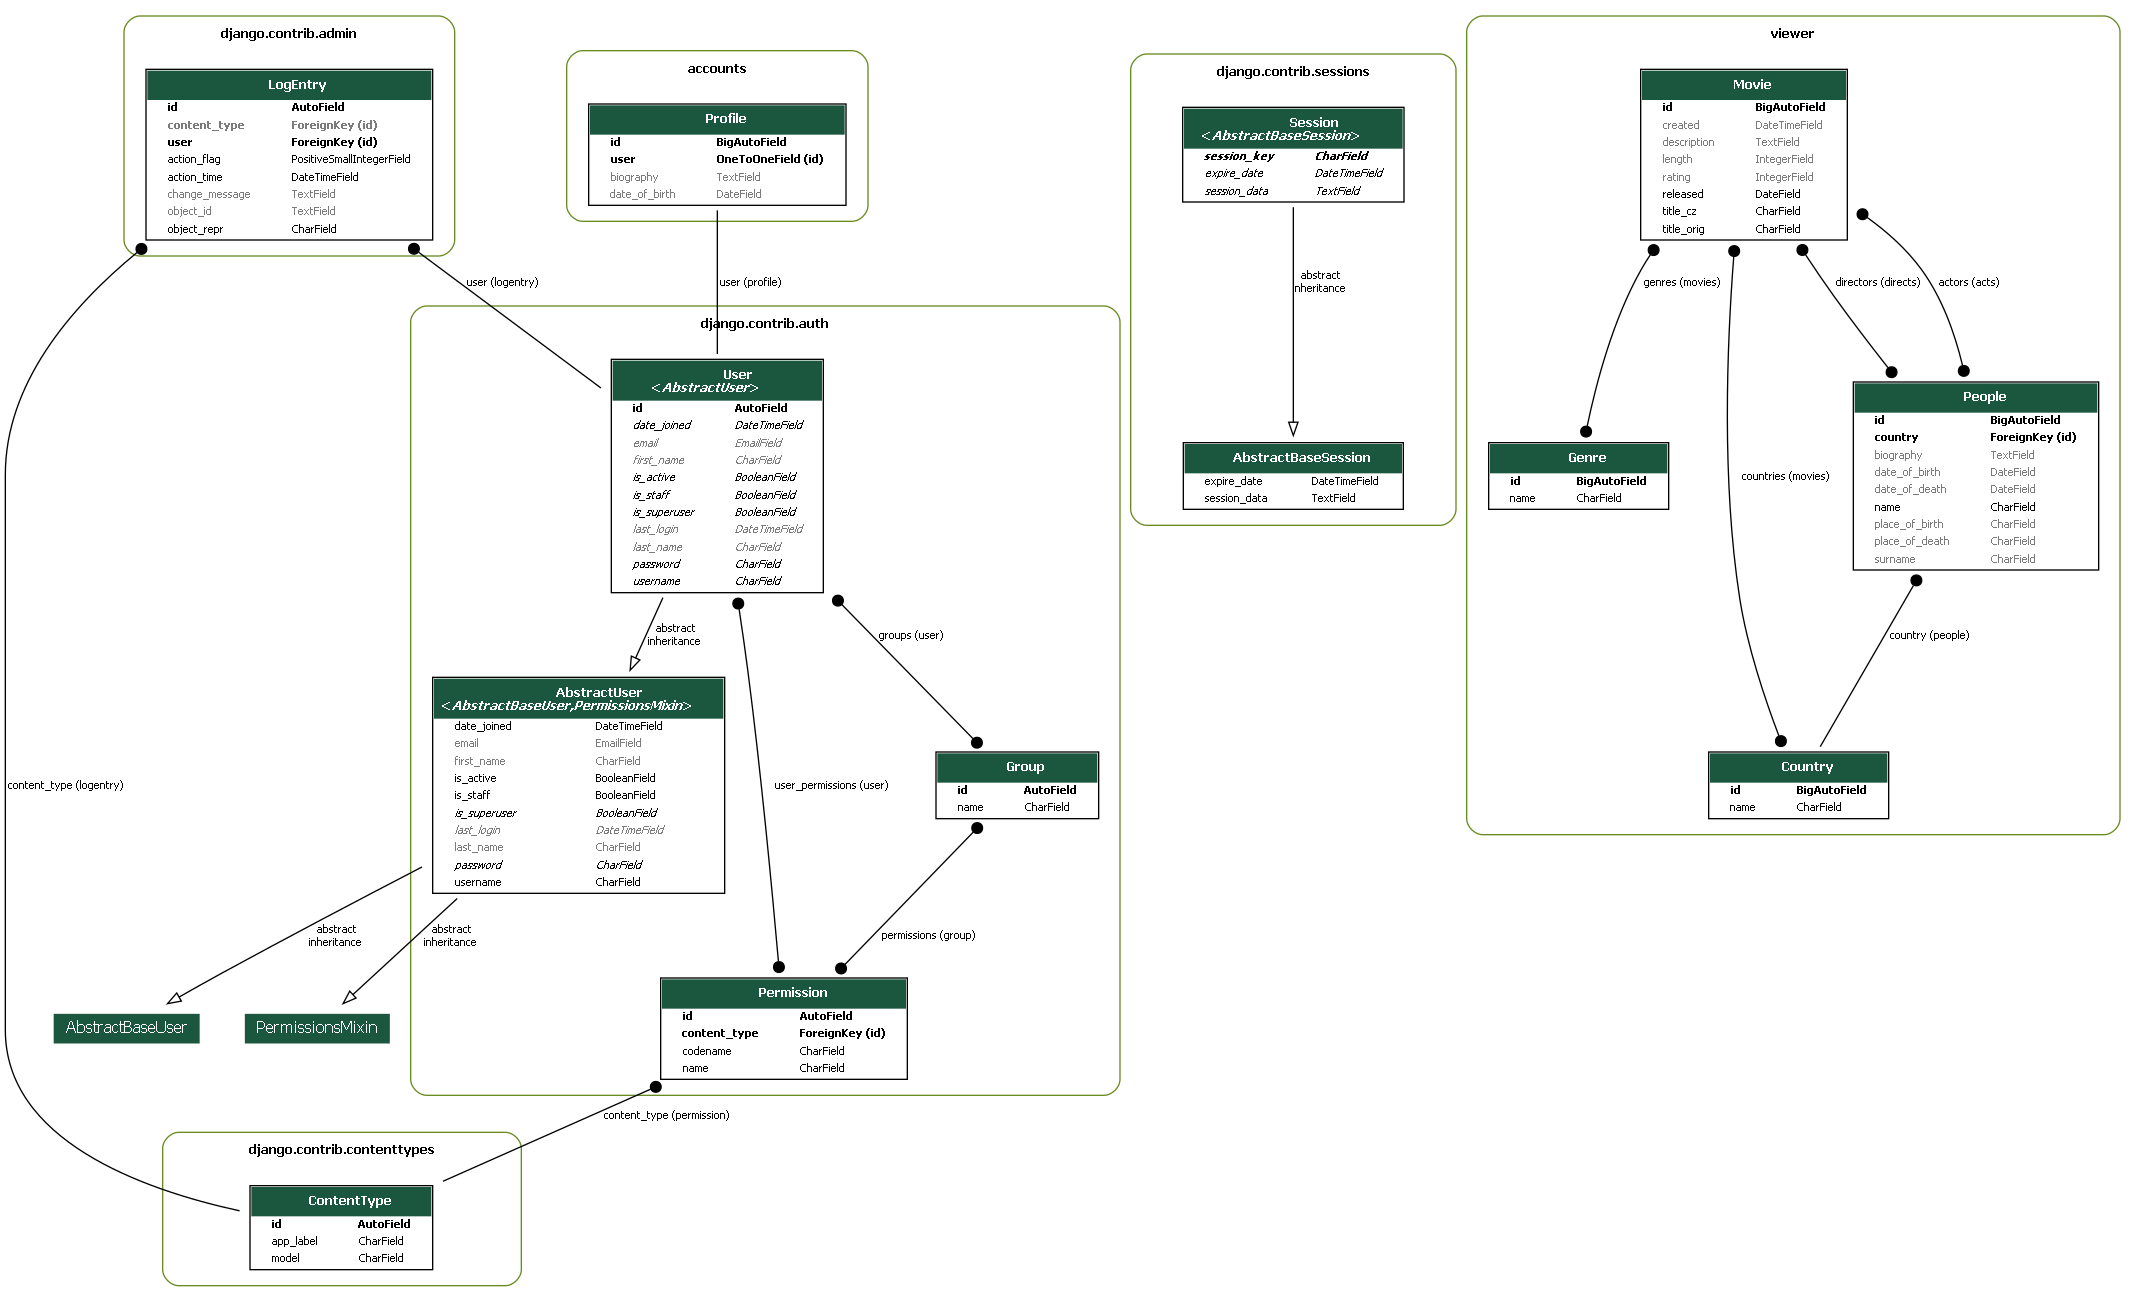 django.contrib.admin
LogEntry
id AutoField
content_type ForeignKey (id)
user ForeignKey (id)
action_flag PositiveSmallIntegerField
action_time DateTimeField
change_message TextField
object_id TextField
object_repr CharField
accounts
Profile
id BigAutoField
user OneToOneField (id)
biography TextField
date_of_birth DateField
django.contrib.sessions
Session
<AbstractBaseSession>
session_key CharField
expire_date DateTimeField
session_data TextField
abstract
inheritance
AbstractBaseSession
expire_date DateTimeField
session_data TextField
viewer
Movie
id BigAutoField
created DateTimeField
description TextField
length IntegerField
rating IntegerField
released DateField
title_cz CharField
title_orig CharField
genres (movies)
directors (directs)
actors (acts)
countries (movies)
Genre
id BigAutoField
name CharField
People
id BigAutoField
country ForeignKey (id)
biography TextField
date_of_birth DateField
date_of_death DateField
name CharField
place_of_birth CharField
place_of_death CharField
surname CharField
country (people)
Country
id BigAutoField
name CharField
user (logentry)
user (profile)
django.contrib.auth
User
<AbstractUser>
id AutoField
date_joined DateTimeField
email EmailField
first_name CharField
is_active BooleanField
is_staff BooleanField
is_superuser BooleanField
last_login DateTimeField
last_name CharField
password CharField
username CharField
abstract
inheritance
groups (user)
AbstractUser
<AbstractBaseUser,PermissionsMixin>
date_joined DateTimeField
email EmailField
first_name CharField
is_active BooleanField
is_staff BooleanField
is_superuser BooleanField
last_login DateTimeField
last_name CharField
password CharField
username CharField
user_permissions (user)
Group
id AutoField
name CharField
content_type (logentry)
abstract
inheritance
abstract
inheritance
permissions (group)
AbstractBaseUser
PermissionsMixin
Permission
id AutoField
content_type ForeignKey (id)
codename CharField
name CharField
content_type (permission)
django.contrib.contenttypes
ContentType
id AutoField
app_label CharField
model CharField